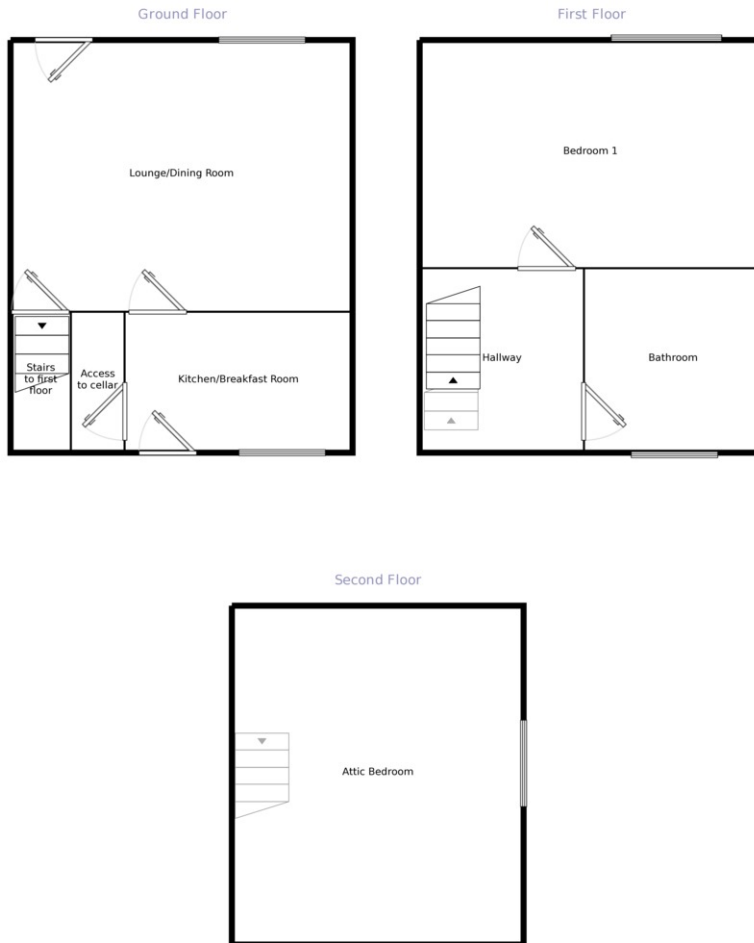 Ground Floor
First Floor
Lounge/Dining Room
Bedroom 1
Stairs
to first
floor
Access
to cellar
Kitchen/Breakfast Room
Hallway
Bathroom
Second Floor
Attic Bedroom